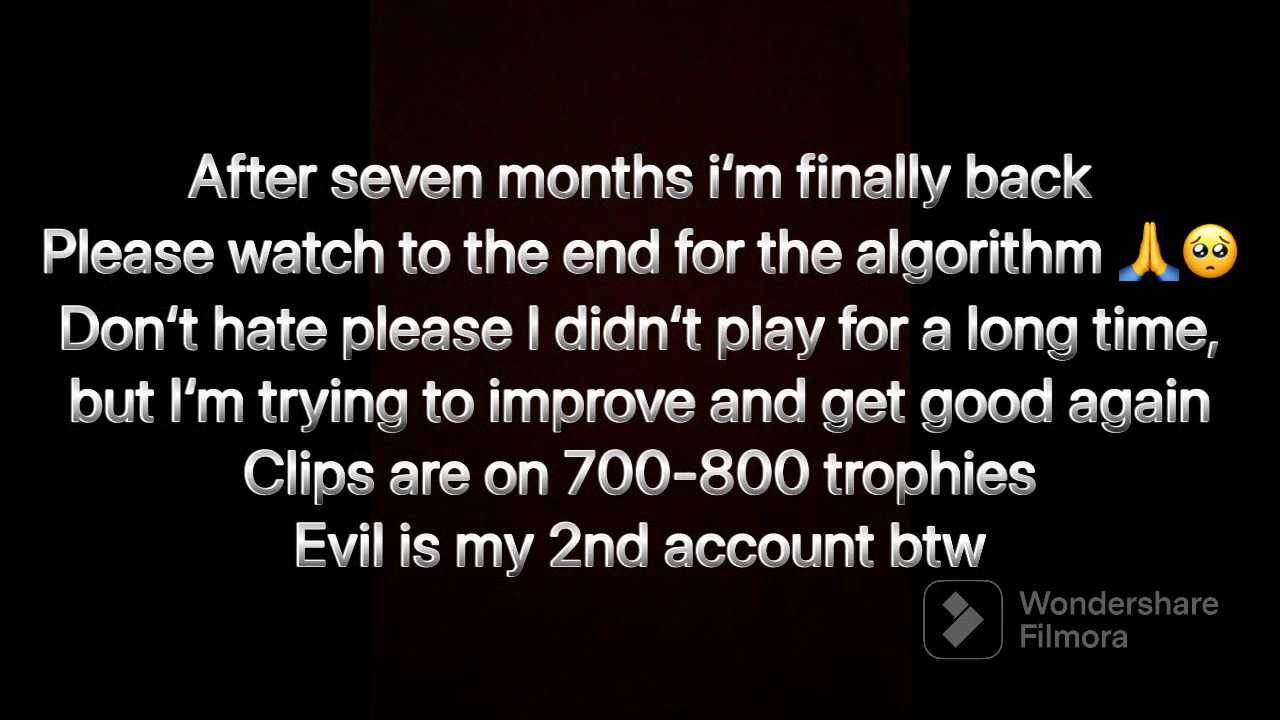 After seven months i‘m finally back
Please watch to the end for the algorithm 🙏🥺
Don‘t hate please I didn‘t play for a long time,
but I‘m trying to improve and get good again
Clips are on 700-800 trophies
Evil is my 2nd account btw
Wondershare
Filmora